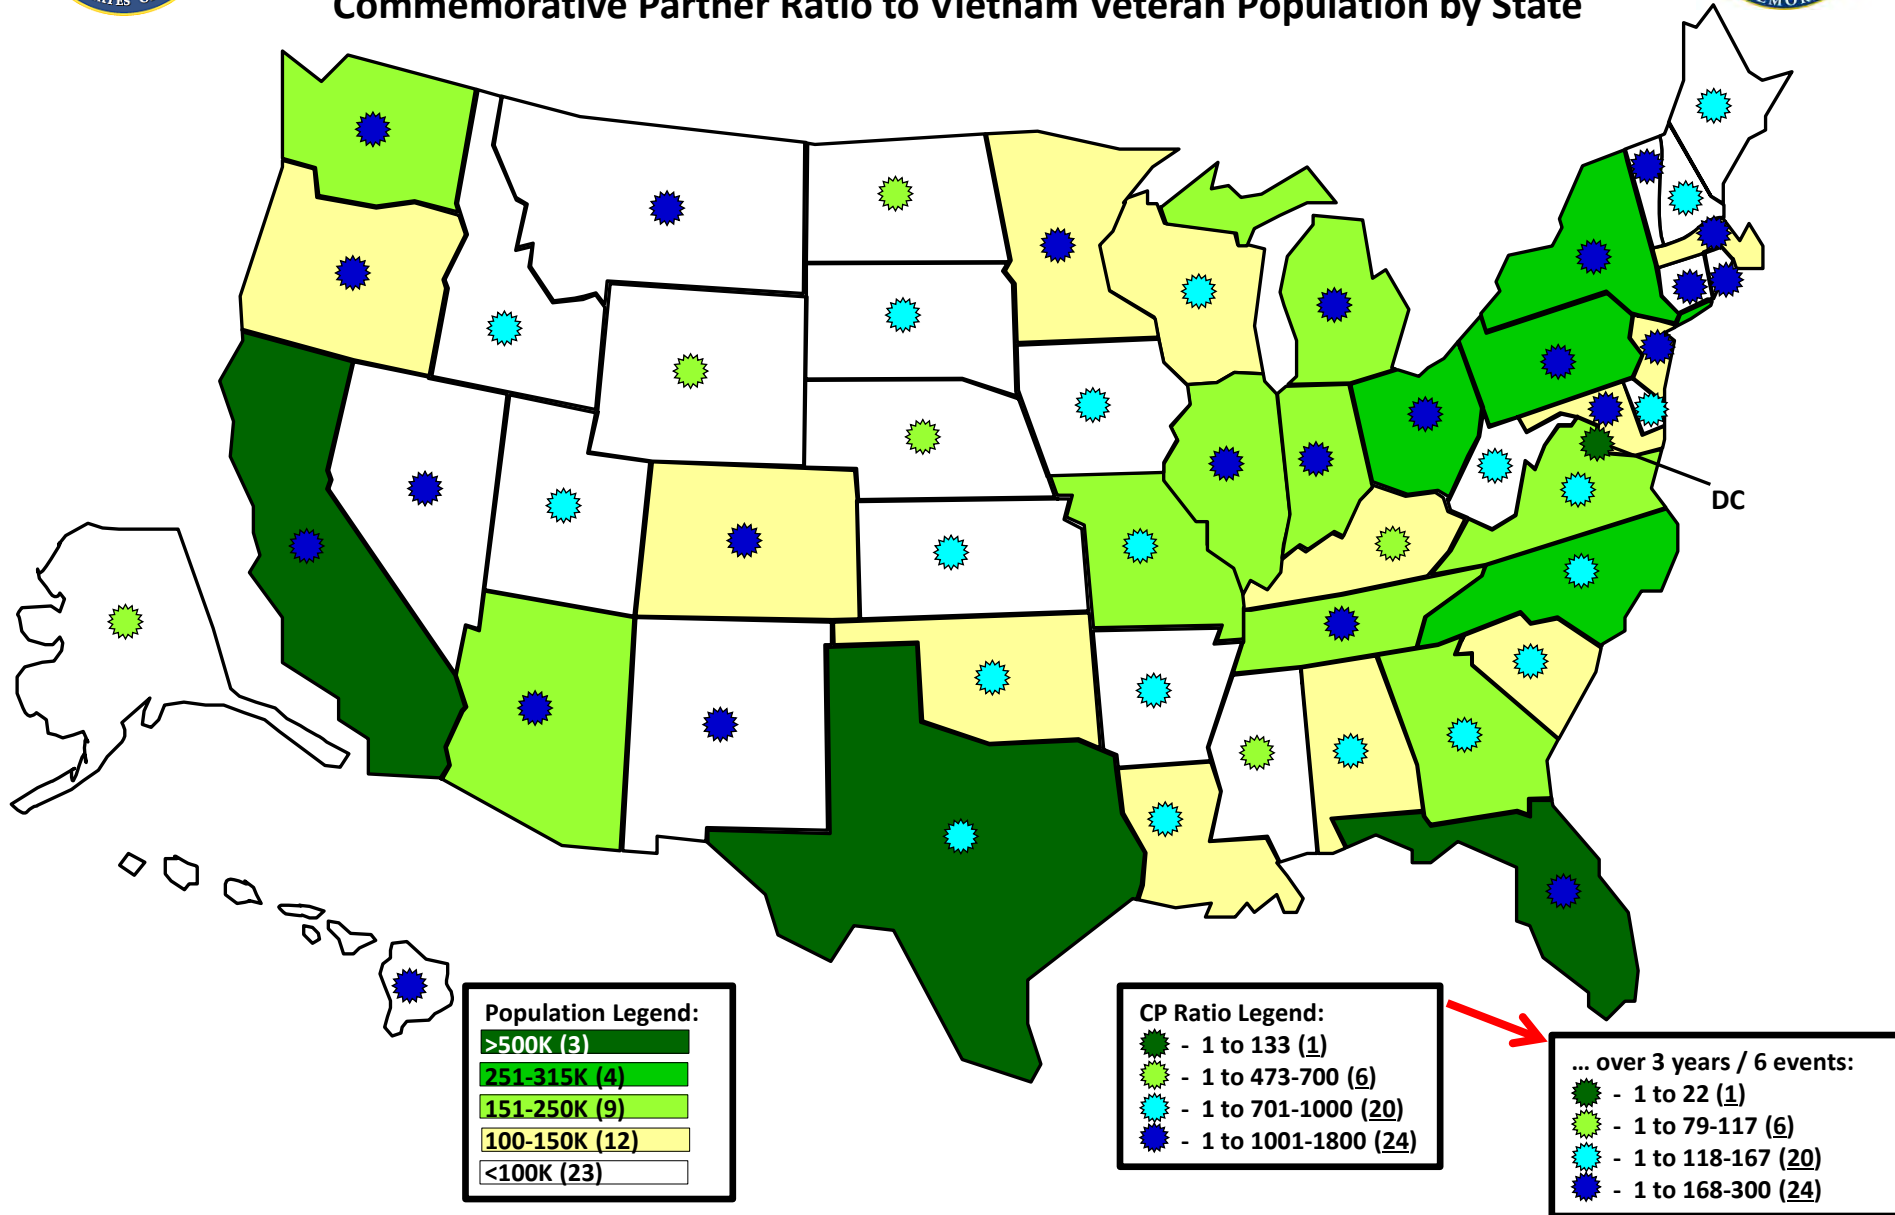 Commemorative Partner Ratio to Vietnam Veteran Population by State
DC
Population Legend:
>500K (3)
251-315K (4)
151-250K (9)
100-150K (12)
<100K (23)
CP Ratio Legend:
- 1 to 133 (1)
- 1 to 473-700 (6)
- 1 to 701-1000 (20)
- 1 to 1001-1800 (24)
... over 3 years / 6 events:
- 1 to 22 (1)
- 1 to 79-117 (6)
- 1 to 118-167 (20)
- 1 to 168-300 (24)